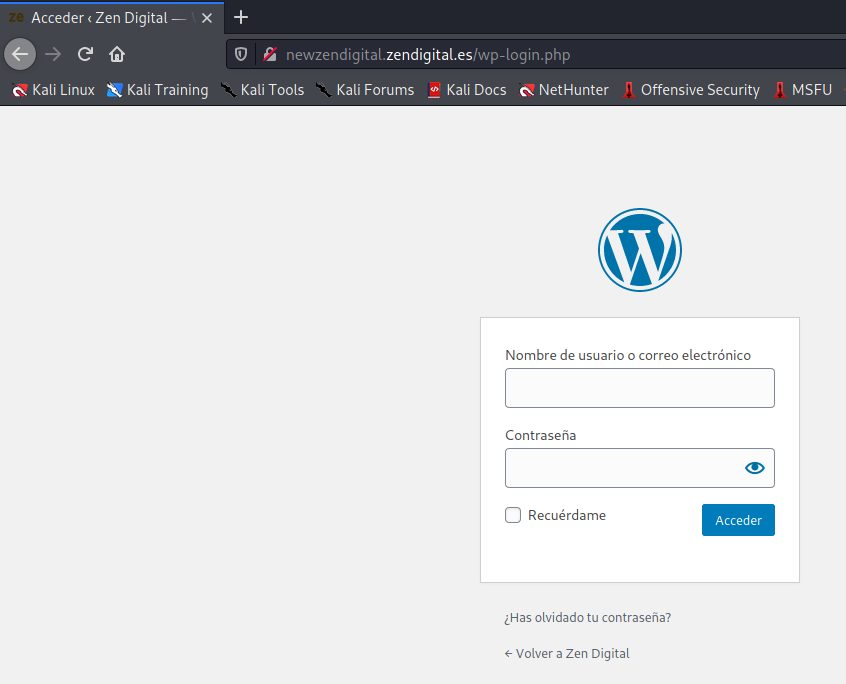 ze Acceder ‹ Zen Digital —
newzendigital.zendigital.es/wp-login.php
Kali Linux Kali Training Kali Tools Kali Forums Kali Docs NetHunter Offensive Security MSFU
Nombre de usuario o correo electrónico
Contraseña
Recuérdame Acceder
¿Has olvidado tu contraseña?
← Volver a Zen Digital